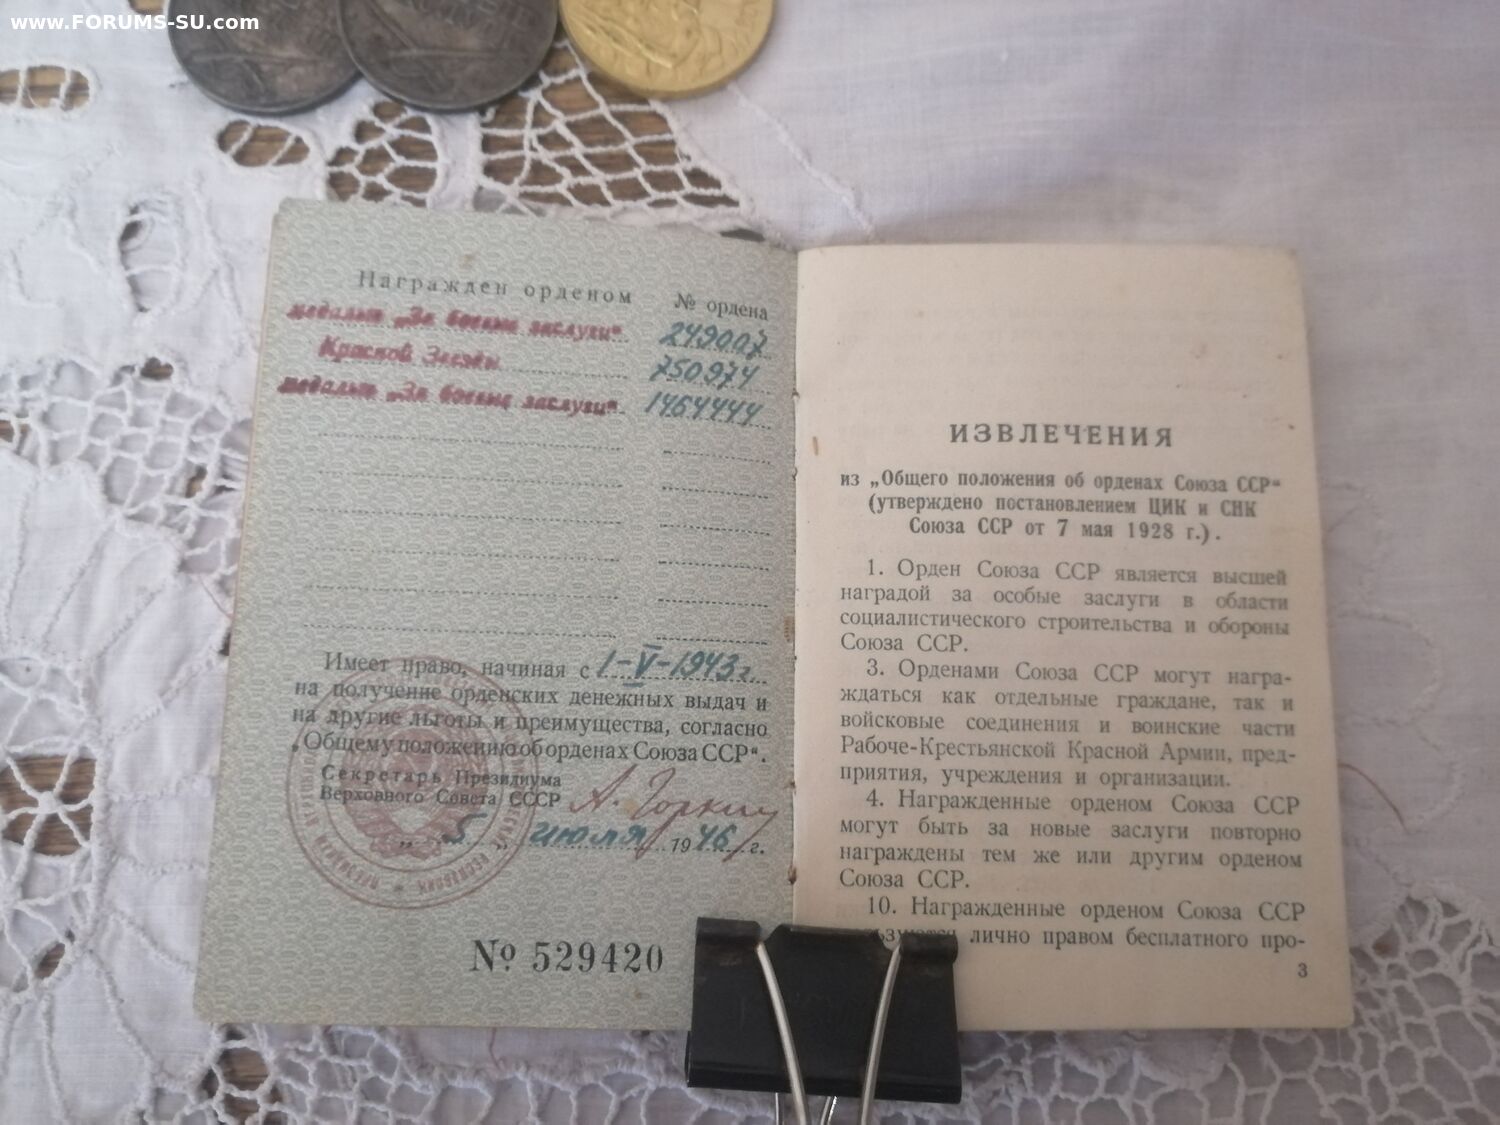 www.FORUMS-SU.com
Награжден орденом № ордена
медалью „За боевые заслуги“ 249007
Красной Звезды 750974
медалью „За боевые заслуги“ 1464444
Имеет право, начиная с 1-V-1943 г.
на получение орденских денежных выдач и
на другие льготы и преимущества, согласно
„Общему положению об орденах Союза ССР“.
Секретарь Президиума
Верховного Совета СССР А. Горкин
„5„ июля 1946 г.
№ 529420
ИЗВЛЕЧЕНИЯ
из „Общего положения об орденах Союза ССР“
(утверждено постановлением ЦИК и СНК
Союза ССР от 7 мая 1928 г.).
1. Орден Союза ССР является высшей
наградой за особые заслуги в области
социалистического строительства и обороны
Союза ССР.
3. Орденами Союза ССР могут награ-
ждаться как отдельные граждане, так и
войсковые соединения и воинские части
Рабоче-Крестьянской Красной Армии, пред-
приятия, учреждения и организации.
4. Награжденные орденом Союза ССР
могут быть за новые заслуги повторно
награждены тем же или другим орденом
Союза ССР.
10. Награжденные орденом Союза ССР
лично правом бесплатного про-
3